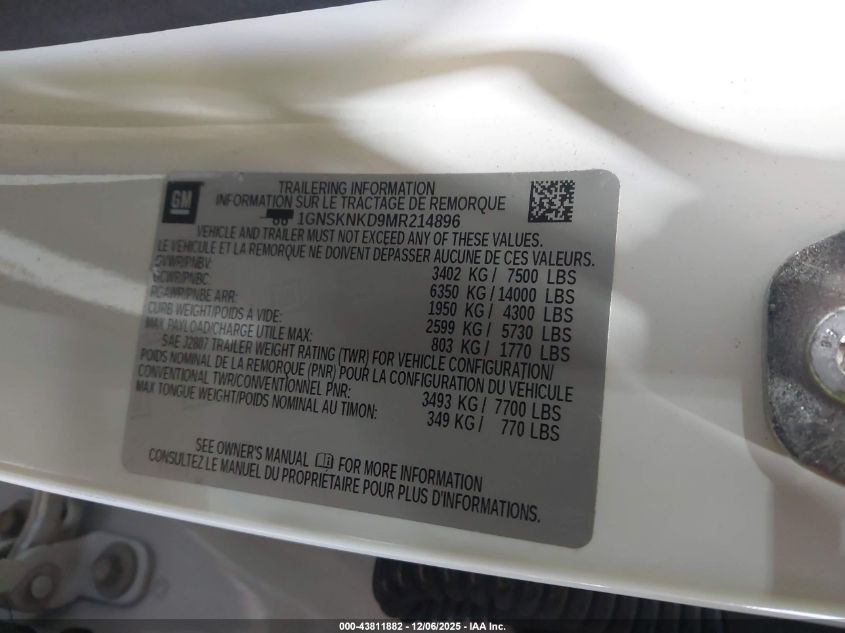 GM
TRAILERING INFORMATION
INFORMATION SUR LE TRACTAGE DE REMORQUE
1GNSKNKD9MR214896
VEHICLE AND TRAILER MUST NOT EXCEED ANY OF THESE VALUES.
LE VÉHICULE ET LA REMORQUE NE DOIVENT DÉPASSER AUCUNE DE CES VALEURS.
GVWR/PNBV: 3402 KG / 7500 LBS
GCWR/PNBC: 6350 KG / 14000 LBS
RGAWR/PNBE ARR: 1950 KG / 4300 LBS
CURB WEIGHT/POIDS À VIDE: 2599 KG / 5730 LBS
MAX PAYLOAD/CHARGE UTILE MAX: 803 KG / 1770 LBS
SAE J2807 TRAILER WEIGHT RATING (TWR) FOR VEHICLE CONFIGURATION/
POIDS NOMINAL DE LA REMORQUE (PNR) POUR LA CONFIGURATION DU VÉHICULE
CONVENTIONAL TWR/CONVENTIONNEL PNR: 3493 KG / 7700 LBS
MAX TONGUE WEIGHT/POIDS NOMINAL AU TIMON: 349 KG / 770 LBS
SEE OWNER'S MANUAL FOR MORE INFORMATION
CONSULTEZ LE MANUEL DU PROPRIÉTAIRE POUR PLUS D'INFORMATIONS.
000-43811882 - 12/06/2025 - IAA Inc.